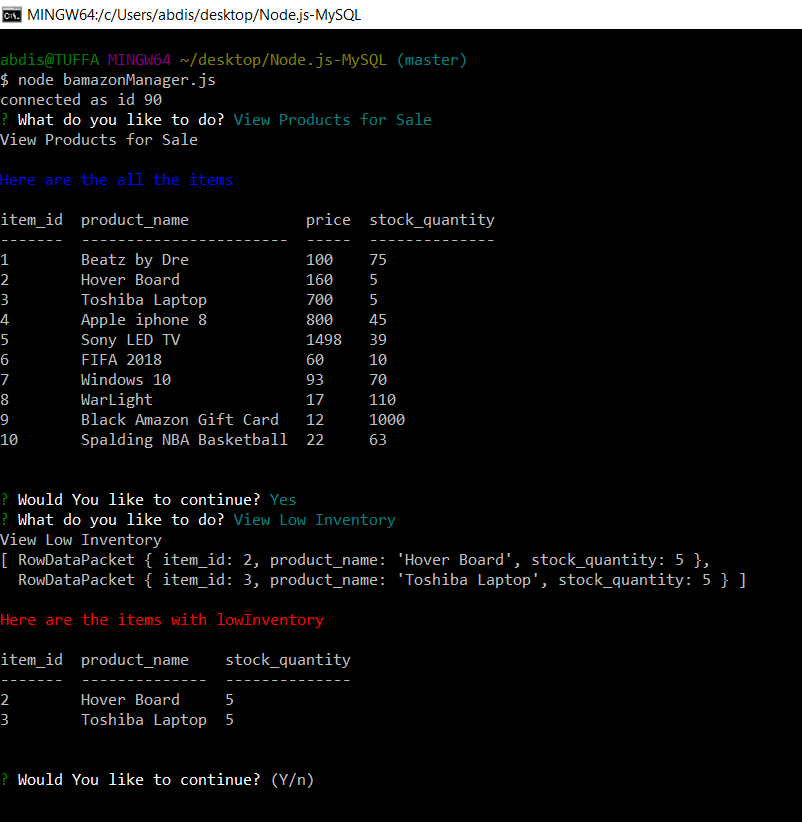 MINGW64:/c/Users/abdis/desktop/Node.js-MySQL
abdis@TUFFA MINGW64 ~/desktop/Node.js-MySQL (master)
$ node bamazonManager.js
connected as id 90
? What do you like to do? View Products for Sale
View Products for Sale
Here are the all the items
item_id  product_name             price  stock_quantity
-------  -----------------------  -----  --------------
1        Beatz by Dre             100    75
2        Hover Board              160    5
3        Toshiba Laptop           700    5
4        Apple iphone 8           800    45
5        Sony LED TV              1498   39
6        FIFA 2018                60     10
7        Windows 10               93     70
8        WarLight                 17     110
9        Black Amazon Gift Card   12     1000
10       Spalding NBA Basketball  22     63
? Would You like to continue? Yes
? What do you like to do? View Low Inventory
View Low Inventory
[ RowDataPacket { item_id: 2, product_name: 'Hover Board', stock_quantity: 5 },
  RowDataPacket { item_id: 3, product_name: 'Toshiba Laptop', stock_quantity: 5 } ]
Here are the items with lowInventory
item_id  product_name    stock_quantity
-------  --------------  --------------
2        Hover Board     5
3        Toshiba Laptop  5
? Would You like to continue? (Y/n)